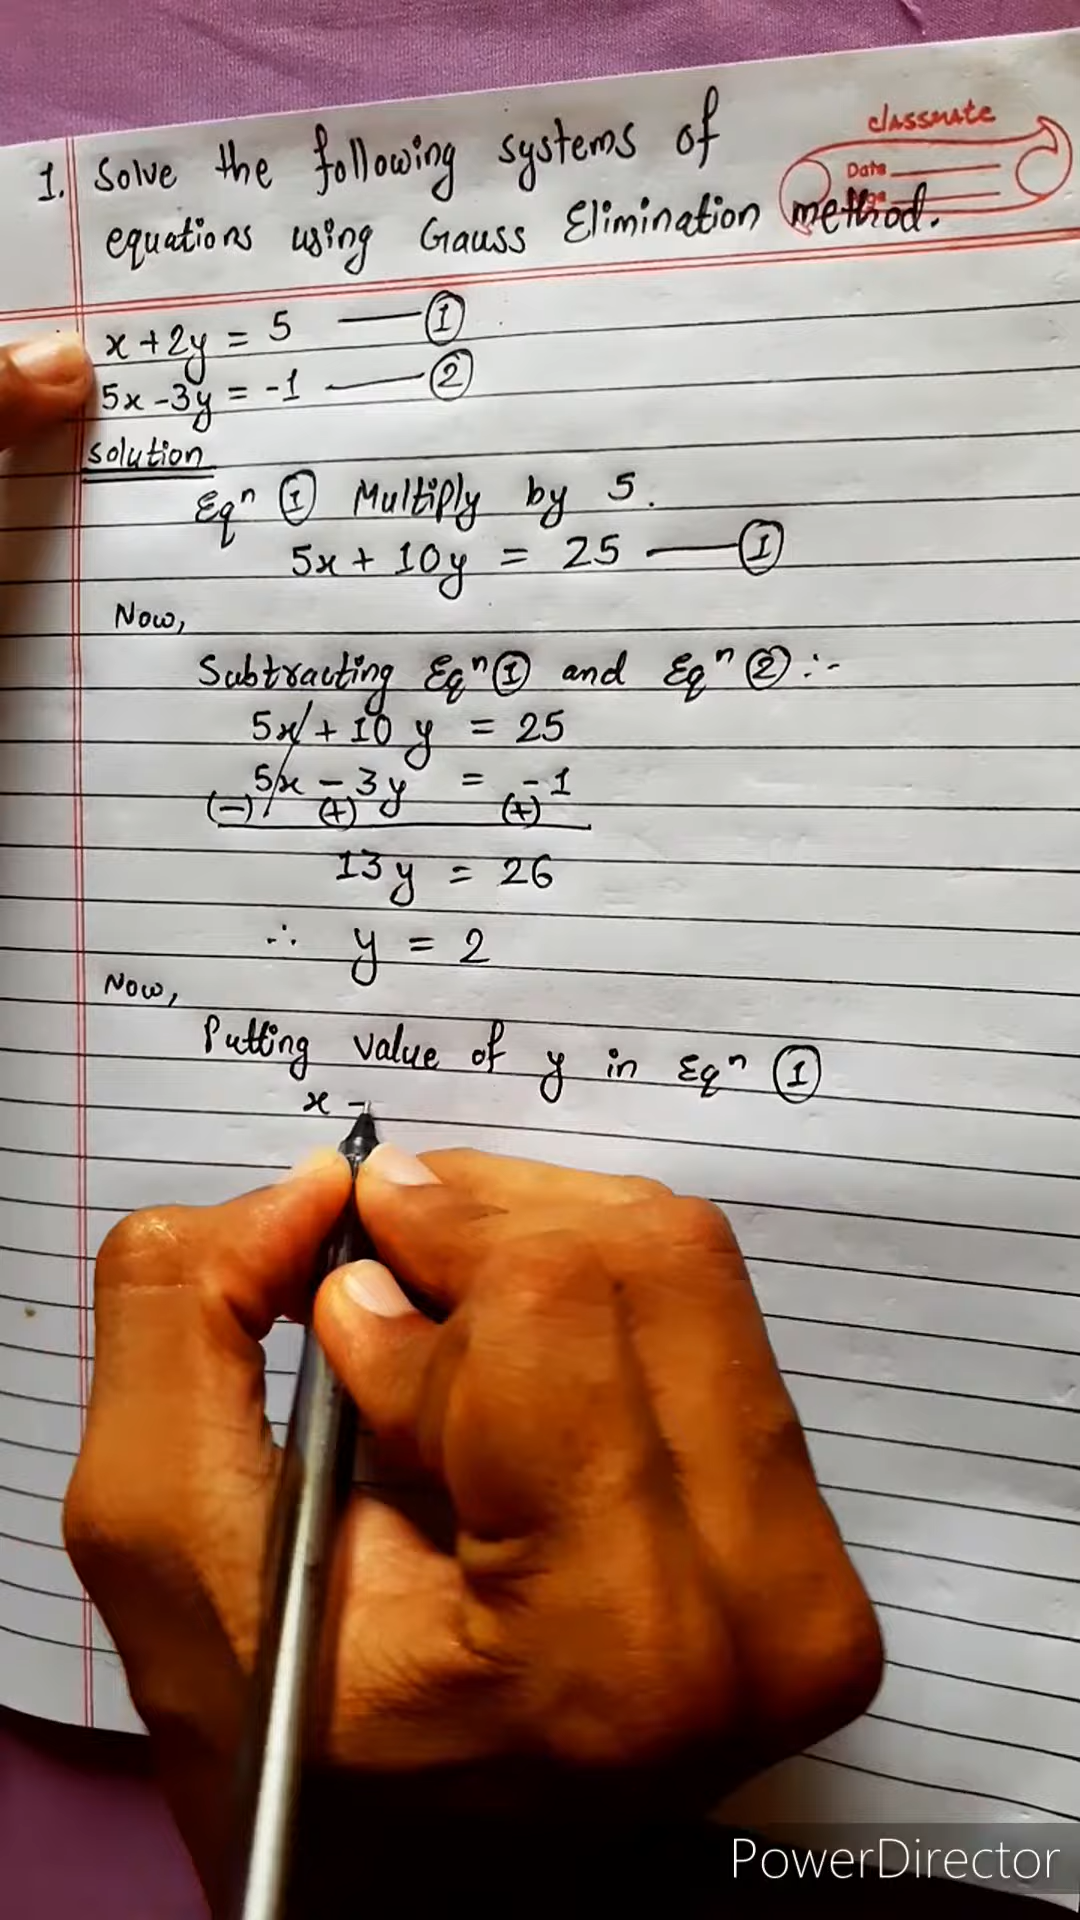 classmate
Date
Page
1. Solve the following systems of
equations using Gauss Elimination method.
x + 2y = 5 —— ①
5x - 3y = -1 —— ②
solution
Eqⁿ ① Multiply by 5.
5x + 10y = 25 —— ①
Now,
Subtracting Eqⁿ ① and Eqⁿ ② :-
5x + 10y = 25
5x - 3y = -1
(-) (+) (+)
13y = 26
∴ y = 2
Now,
Putting value of y in Eqⁿ ①
x -
PowerDirector